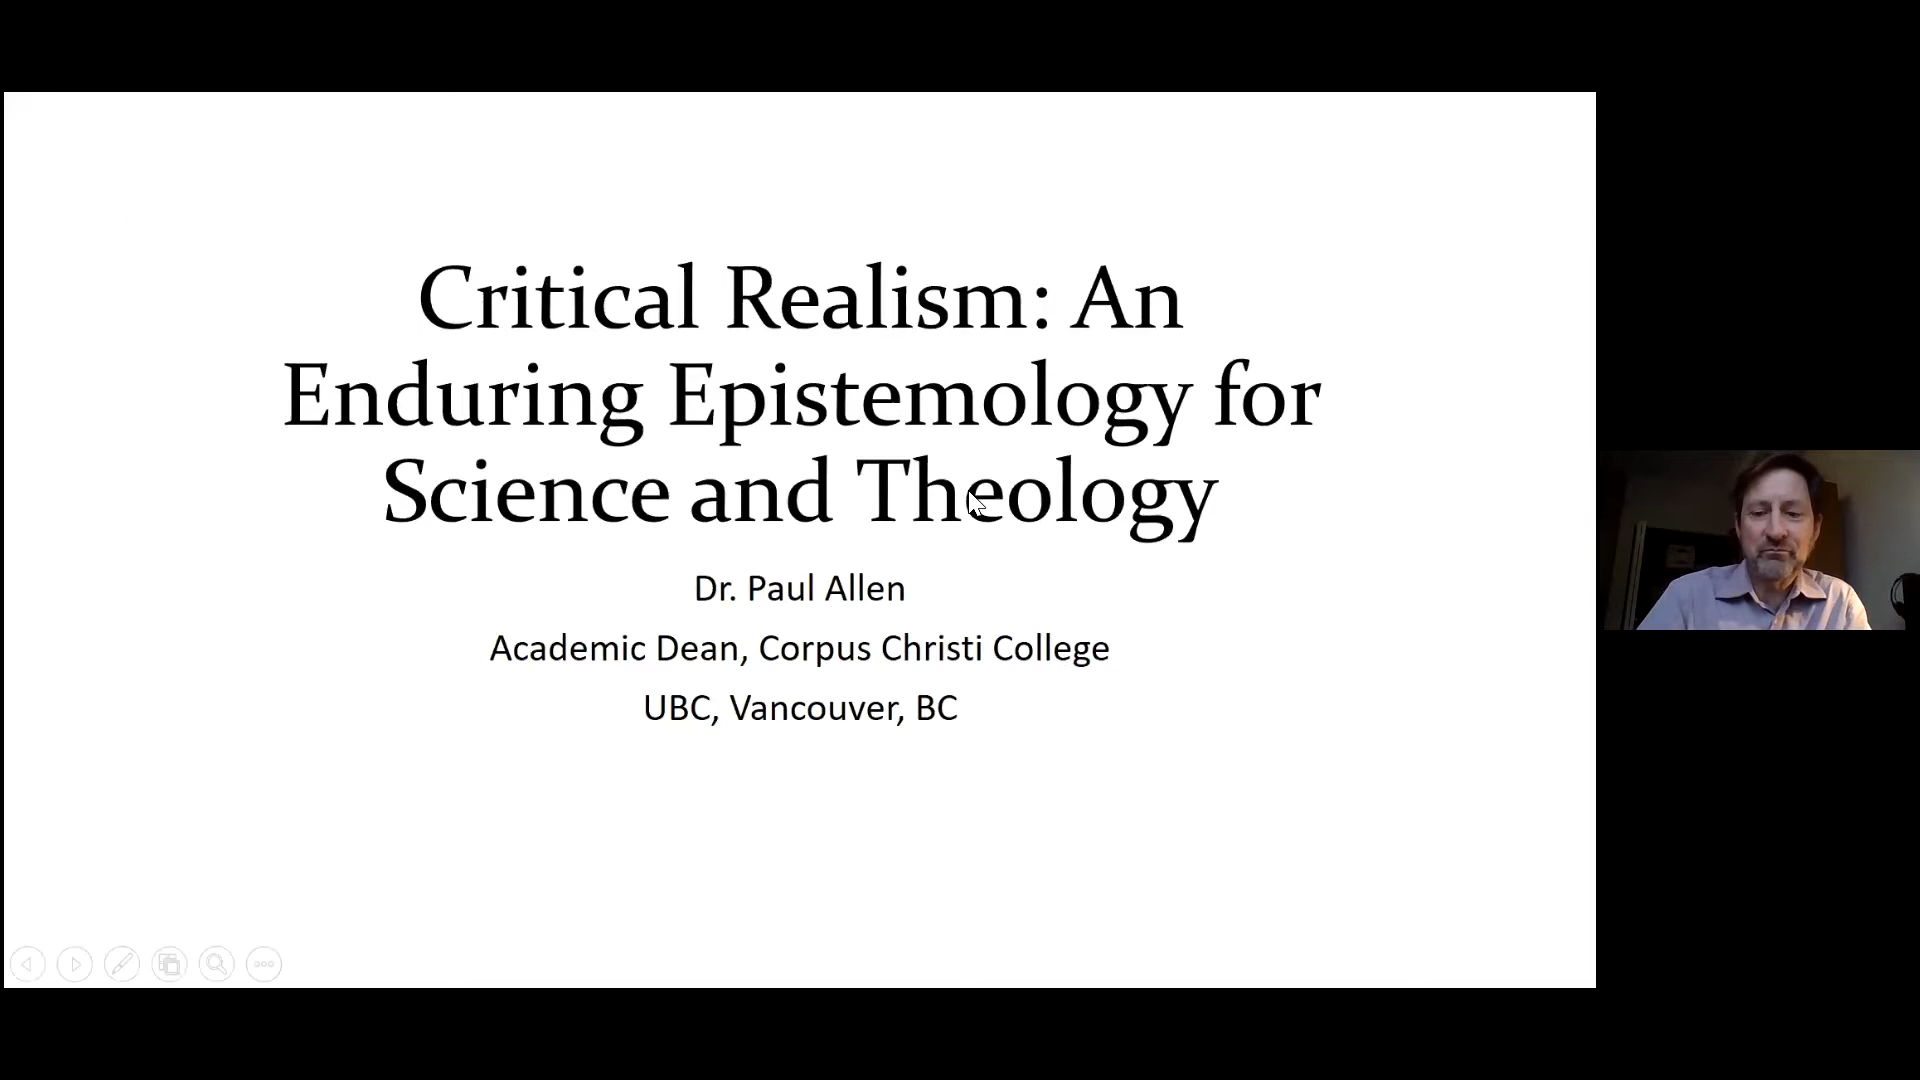 Critical Realism: An
Enduring Epistemology for
Science and Theology
Dr. Paul Allen
Academic Dean, Corpus Christi College
UBC, Vancouver, BC